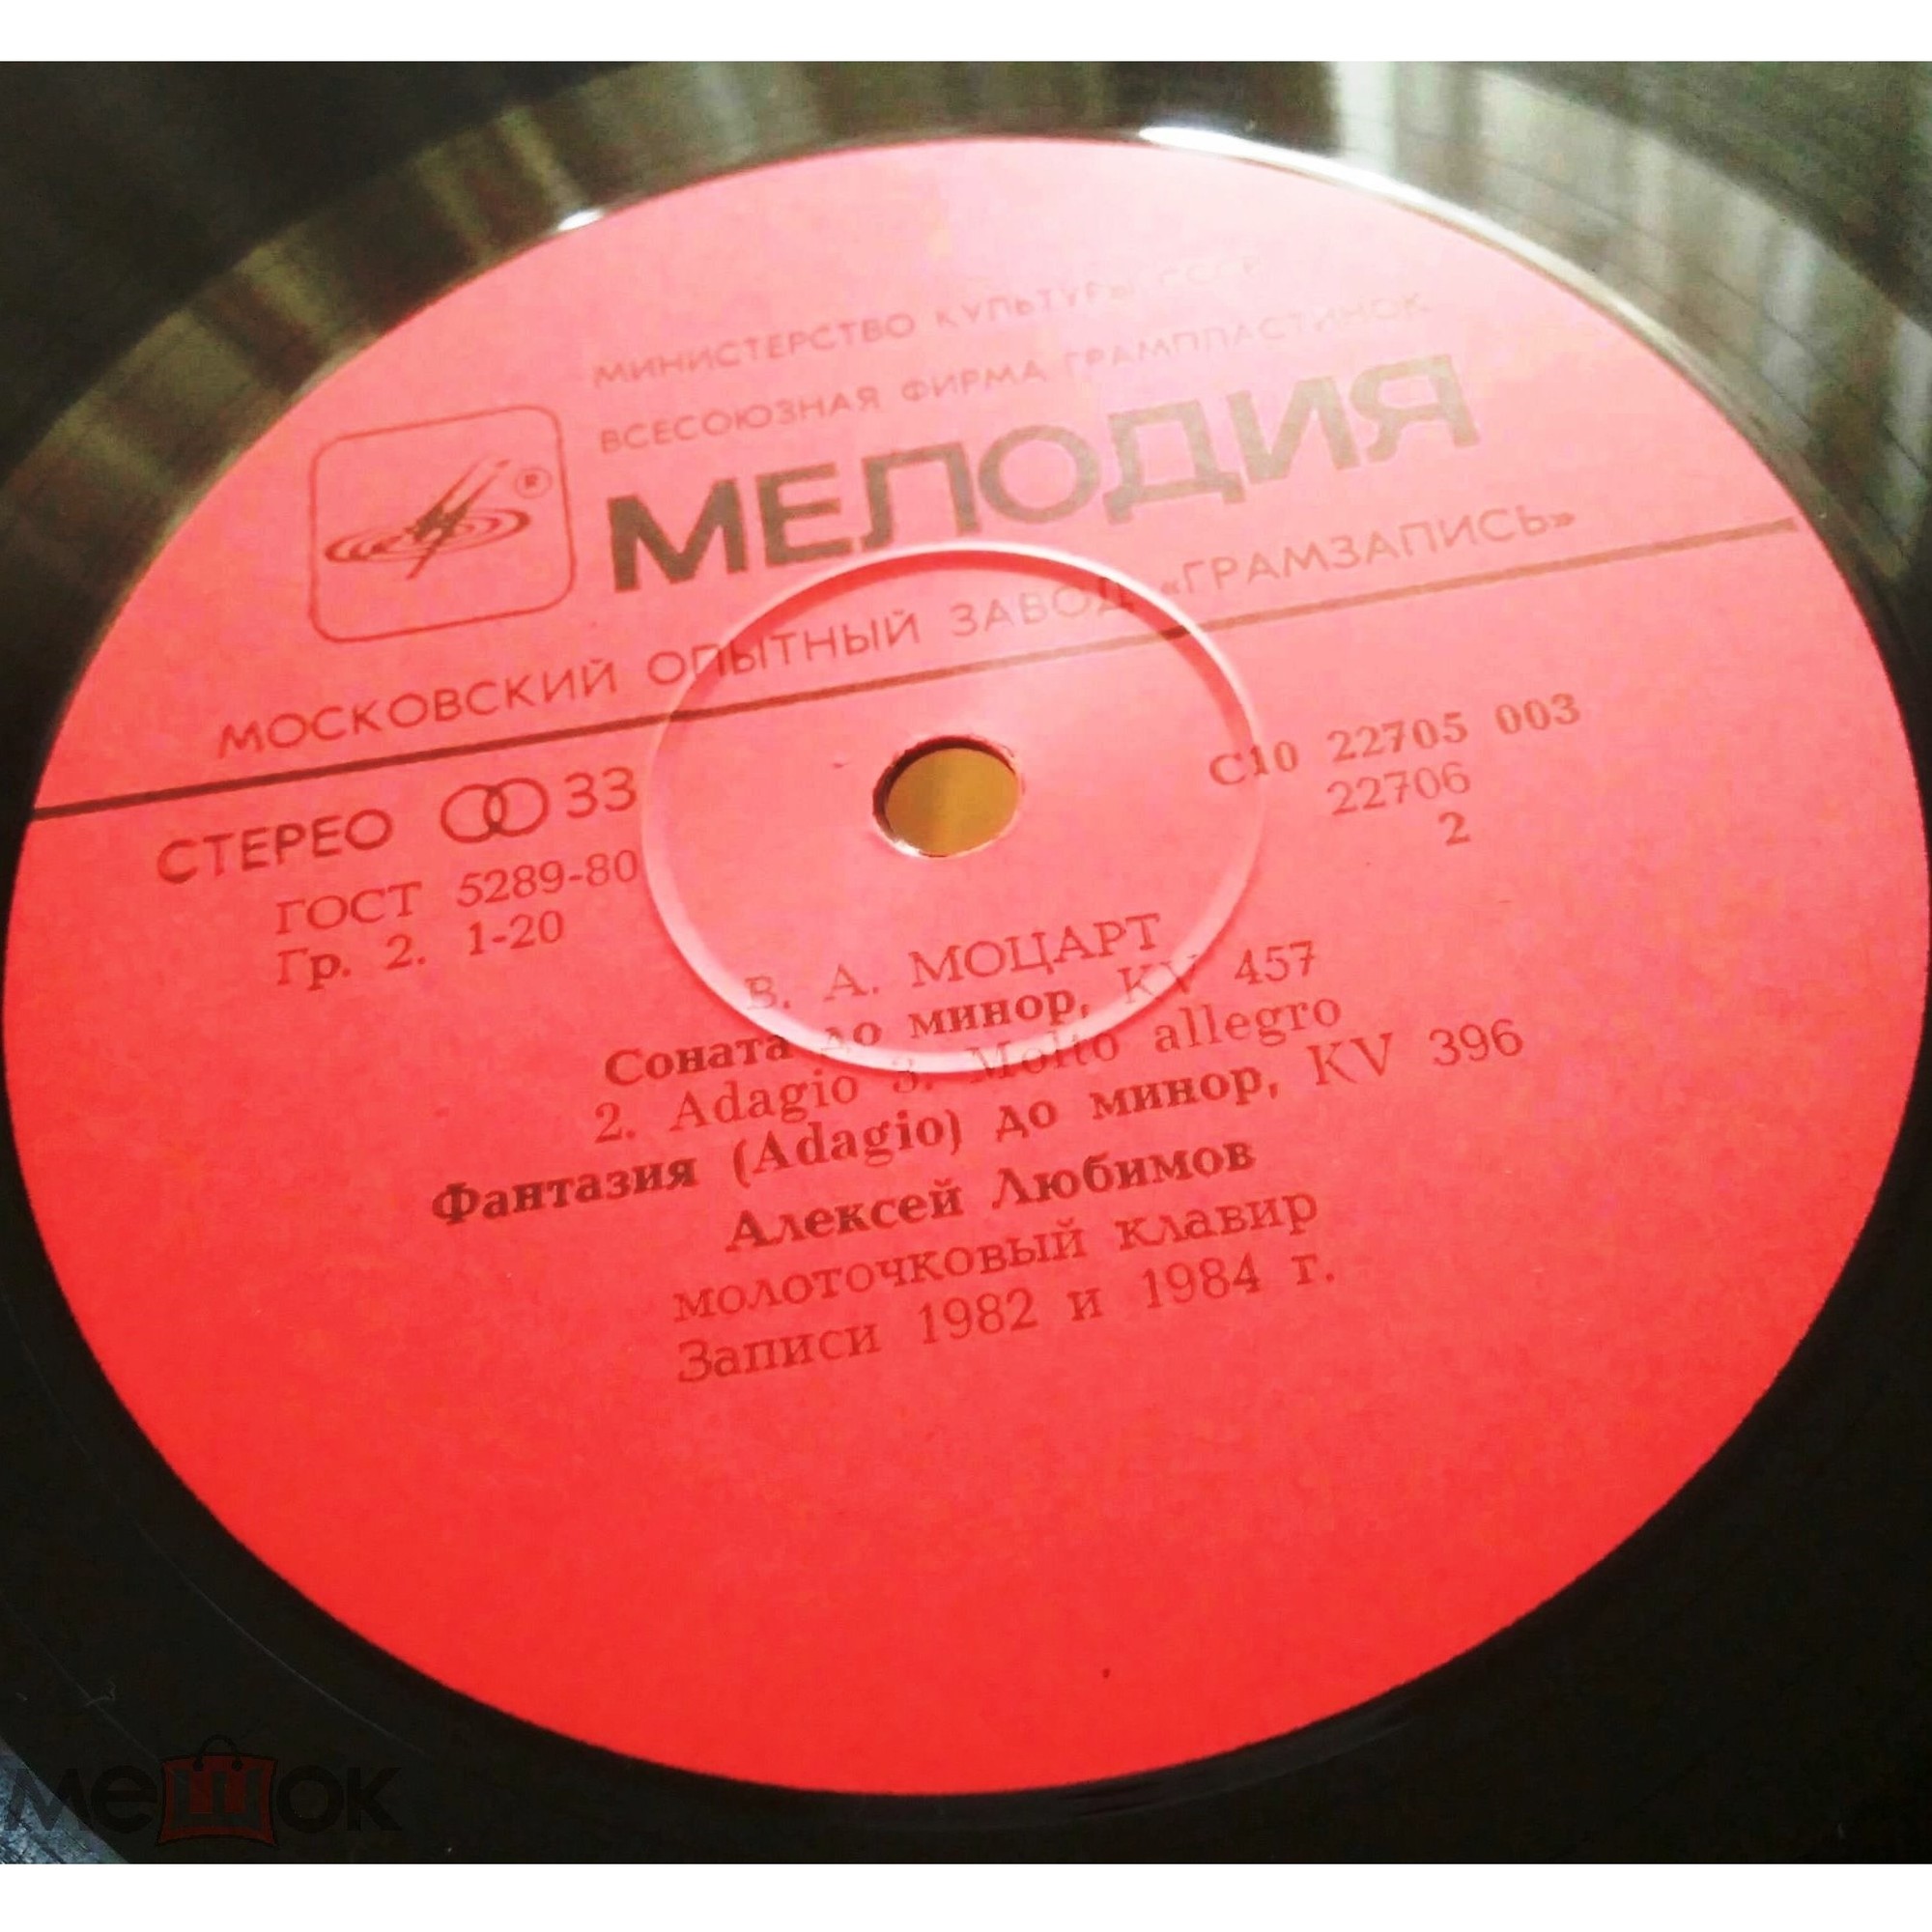 МИНИСТЕРСТВО КУЛЬТУРЫ СССР
ВСЕСОЮЗНАЯ ФИРМА ГРАМПЛАСТИНОК
®
МЕЛОДИЯ
МОСКОВСКИЙ ОПЫТНЫЙ ЗАВОД «ГРАМЗАПИСЬ»
СТЕРЕО 33
ГОСТ 5289-80
Гр. 2. 1-20
С10 22705 003
22706
2
В. А. МОЦАРТ
Соната до минор, KV 457
2. Adagio 3. Molto allegro
Фантазия (Adagio) до минор, KV 396
Алексей Любимов
молоточковый клавир
Записи 1982 и 1984 г.
мешок